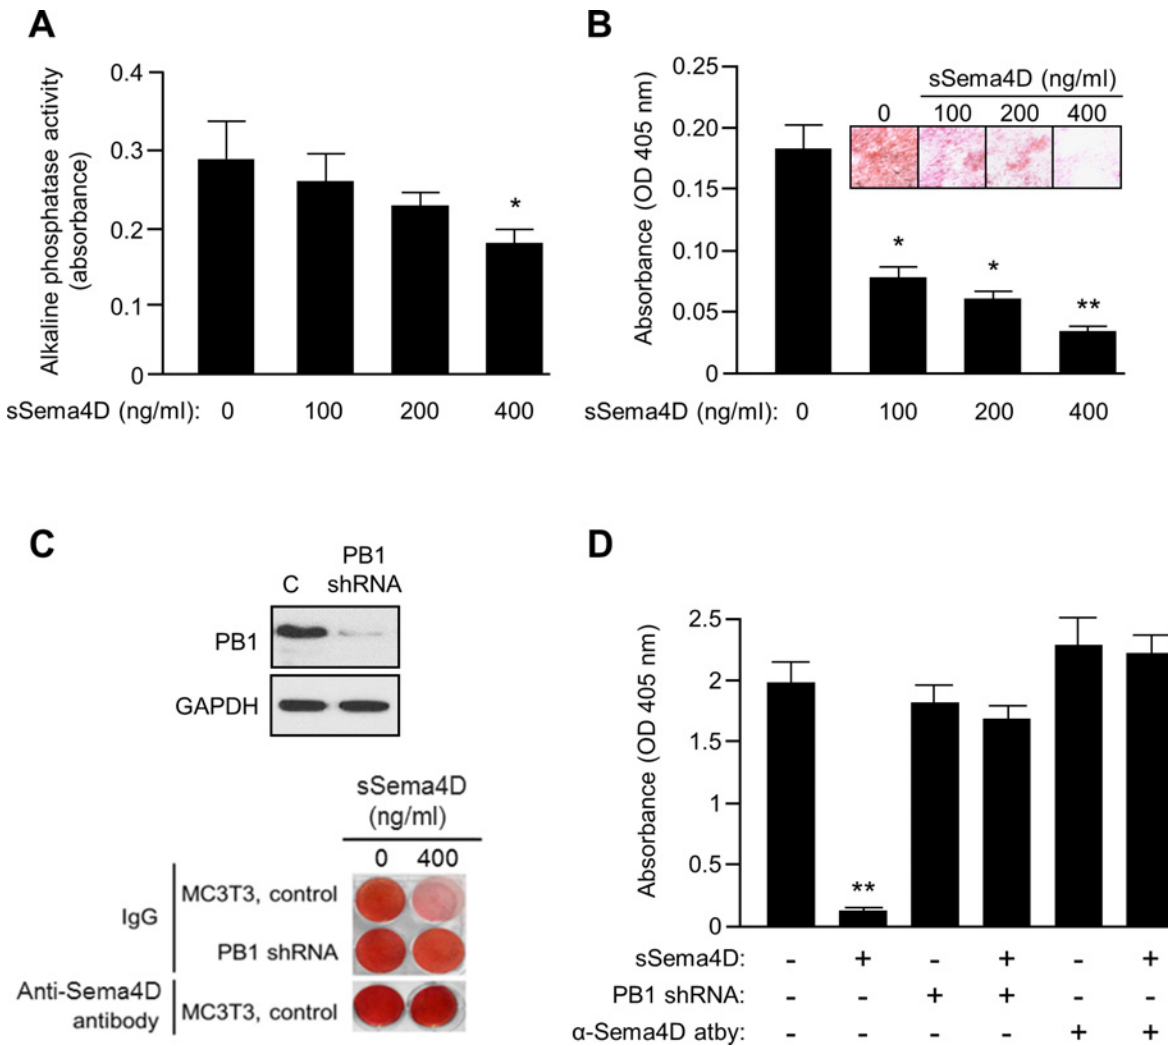 A
Alkaline phosphatase activity
(absorbance)
0.4
0.3
0.2
0.1
0
*
sSema4D (ng/ml): 0 100 200 400
B
Absorbance (OD 405 nm)
0.25
0.20
0.15
0.10
0.05
0
sSema4D (ng/ml)
0 100 200 400
* * **
sSema4D (ng/ml): 0 100 200 400
C
PB1
C shRNA
PB1
GAPDH
sSema4D
(ng/ml)
0 400
IgG
MC3T3, control
PB1 shRNA
Anti-Sema4D
antibody
MC3T3, control
D
Absorbance (OD 405 nm)
2.5
2
1.5
1
0.5
0
**
sSema4D: - + - + - +
PB1 shRNA: - - + + - -
α-Sema4D atby: - - - - + +